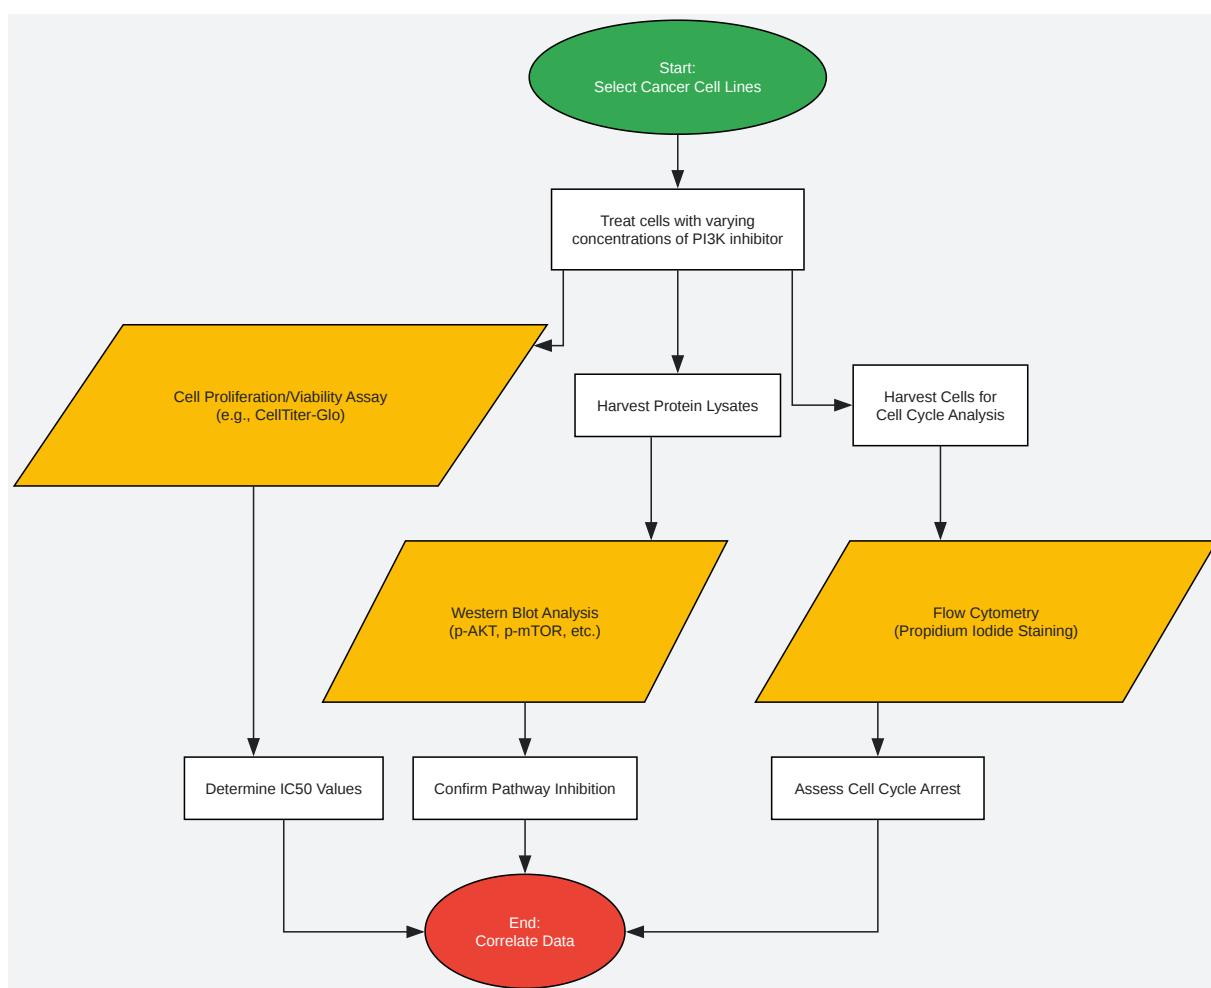 Start:
Select Cancer Cell Lines
Treat cells with varying
concentrations of PI3K inhibitor
Cell Proliferation/Viability Assay
(e.g., CellTiter-Glo)
Harvest Protein Lysates
Harvest Cells for
Cell Cycle Analysis
Western Blot Analysis
(p-AKT, p-mTOR, etc.)
Flow Cytometry
(Propidium Iodide Staining)
Determine IC50 Values
Confirm Pathway Inhibition
Assess Cell Cycle Arrest
End:
Correlate Data